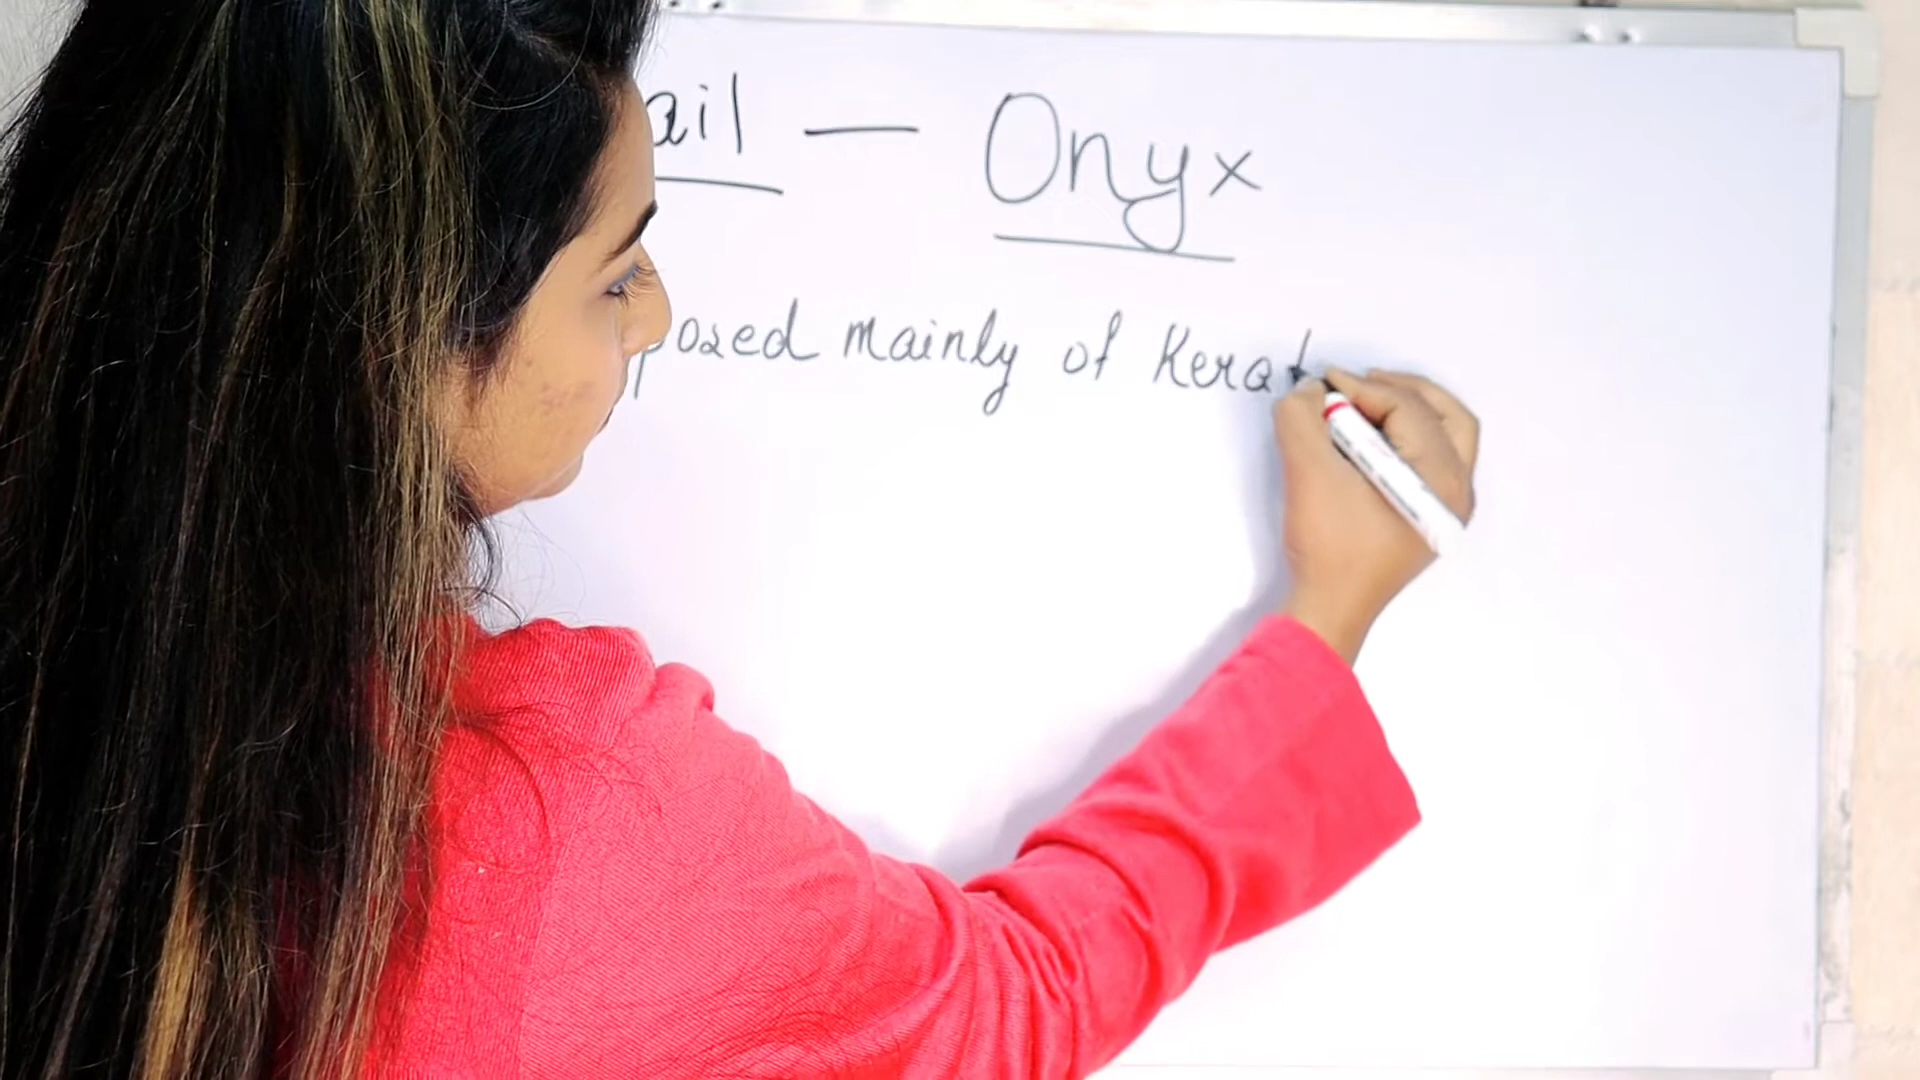 ail — Onyx
posed mainly of Kerat